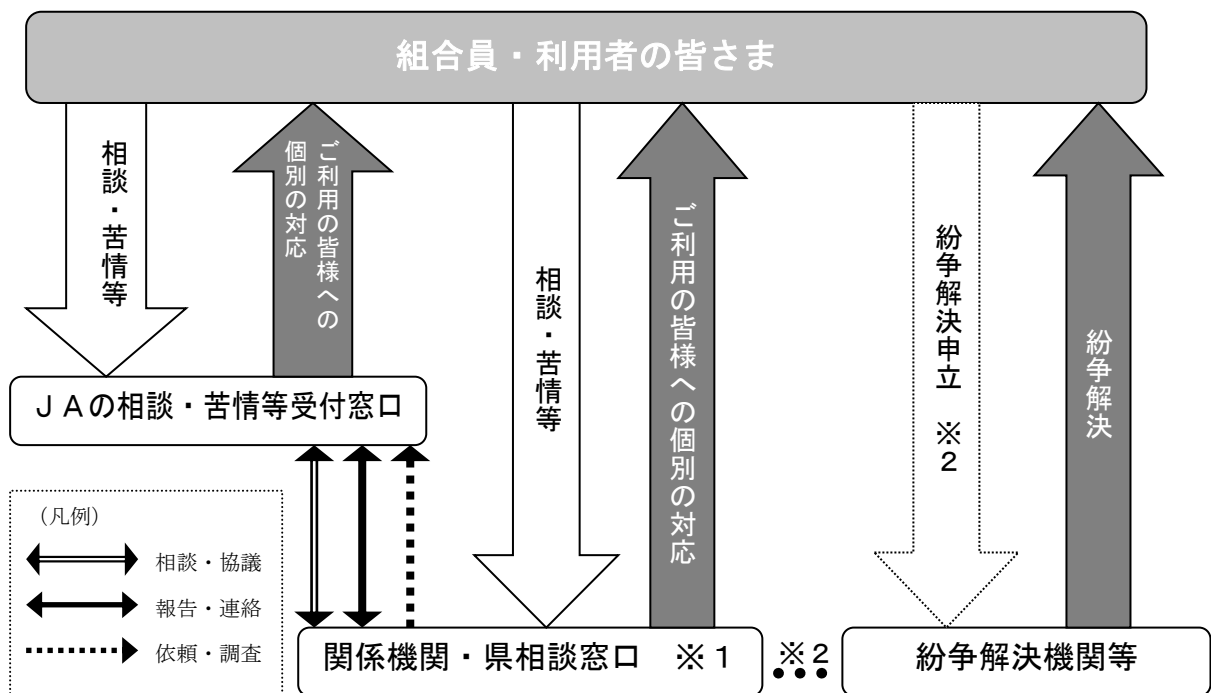 組合員・利用者の皆さま
相談・苦情等
ご利用の皆様への
個別の対応
相談・苦情等
ご利用の皆様への個別の対応
紛争解決申立 ※2
紛争解決
JAの相談・苦情等受付窓口
(凡例)
相談・協議
報告・連絡
依頼・調査
関係機関・県相談窓口 ※1
※2
紛争解決機関等